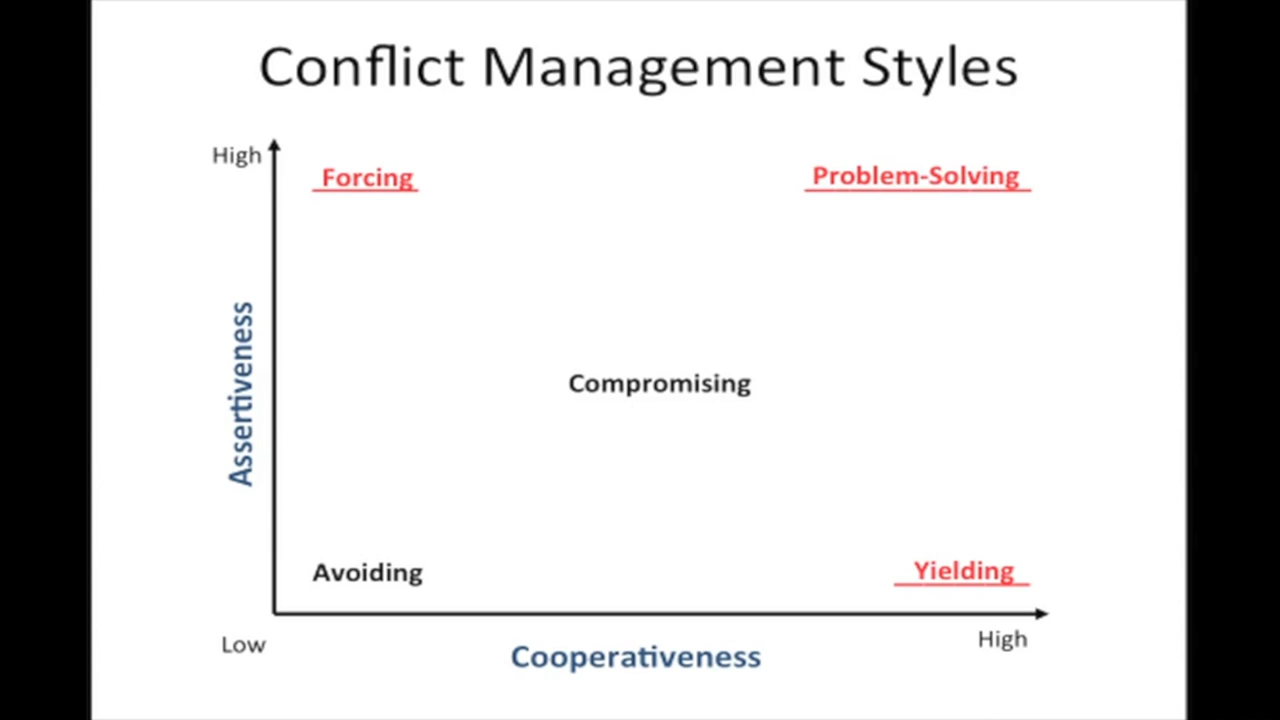 Conflict Management Styles
High
Forcing
Problem-Solving
Assertiveness
Compromising
Avoiding
Yielding
Low
Cooperativeness
High